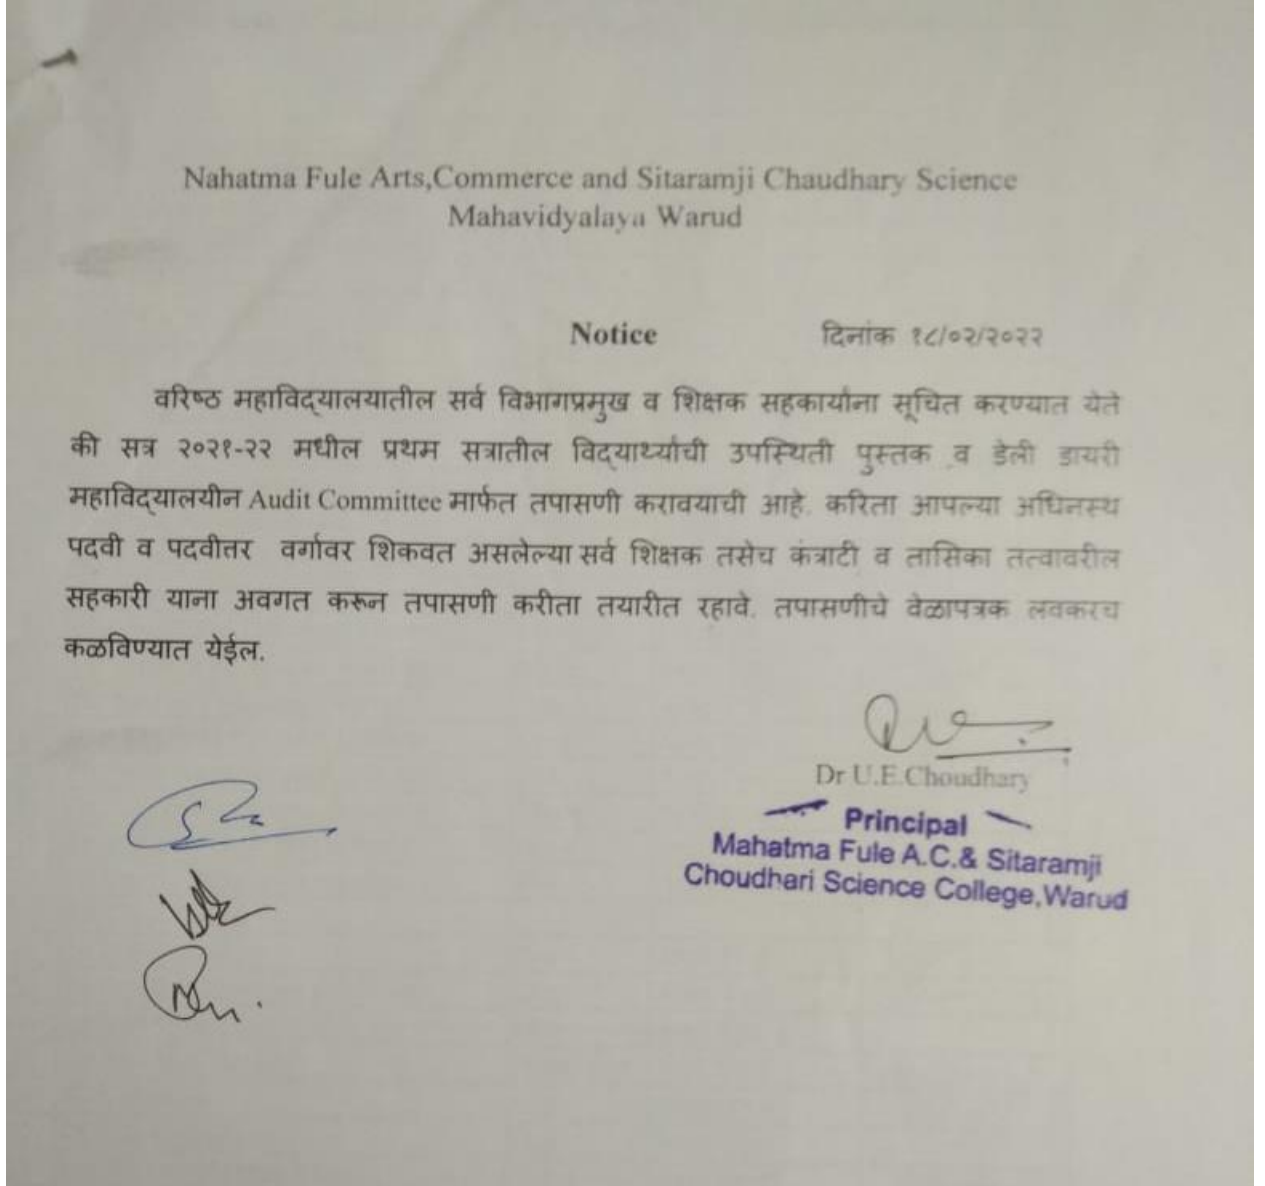 Nahatma Fule Arts,Commerce and Sitaramji Chaudhary Science
Mahavidyalaya Warud
Notice दिनांक १८/०२/२०२२
वरिष्ठ महाविद्यालयातील सर्व विभागप्रमुख व शिक्षक सहकार्यांना सूचित करण्यात येते
की सत्र २०२१-२२ मधील प्रथम सत्रातील विद्यार्थ्यांची उपस्थिती पुस्तक व डेली डायरी
महाविद्यालयीन Audit Committee मार्फत तपासणी करावयाची आहे. करिता आपल्या अधिनस्थ
पदवी व पदवीत्तर वर्गावर शिकवत असलेल्या सर्व शिक्षक तसेच कंत्राटी व तासिका तत्वावरील
सहकारी याना अवगत करून तपासणी करीता तयारीत रहावे. तपासणीचे वेळापत्रक लवकरच
कळविण्यात येईल.
Dr U.E.Choudhary
Principal
Mahatma Fule A.C.& Sitaramji
Choudhari Science College,Warud